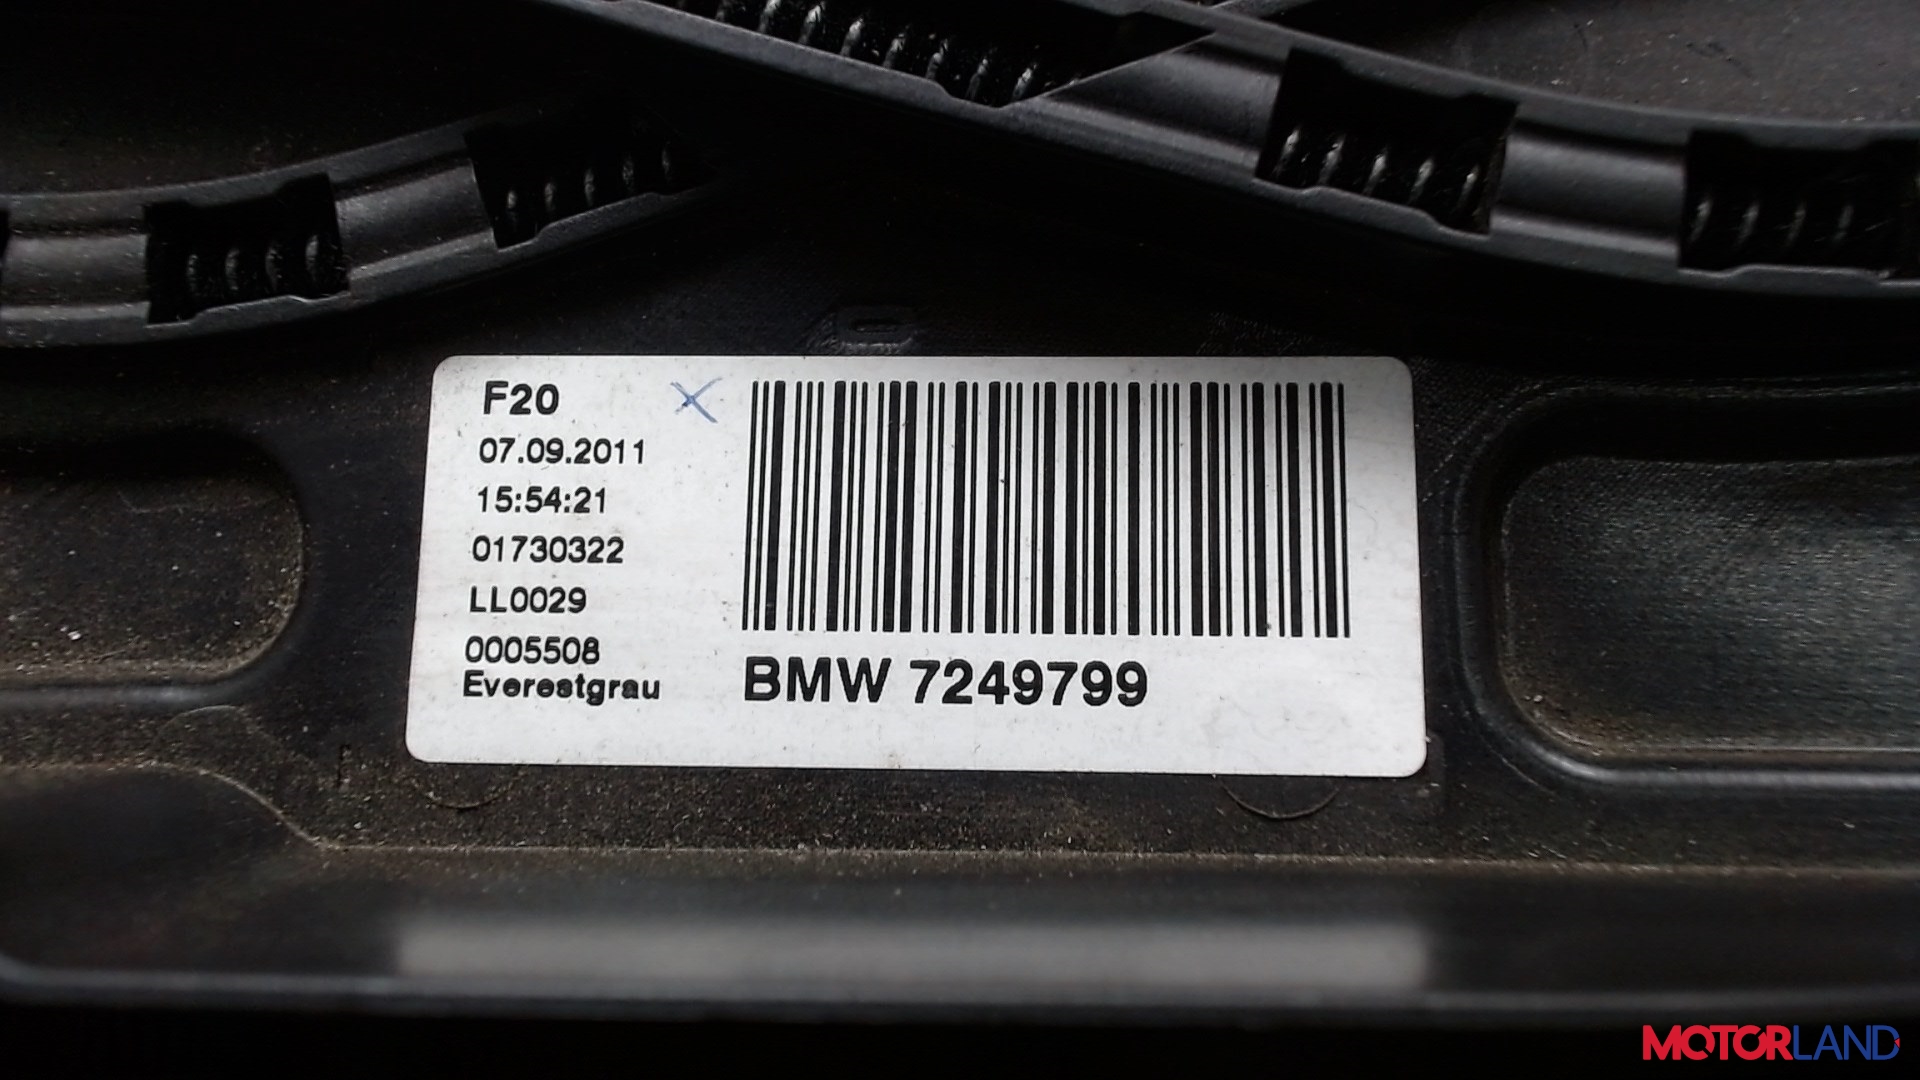 F20
07.09.2011
15:54:21
01730322
LL0029
0005508
Everestgrau
BMW 7249799
MOTORLAND